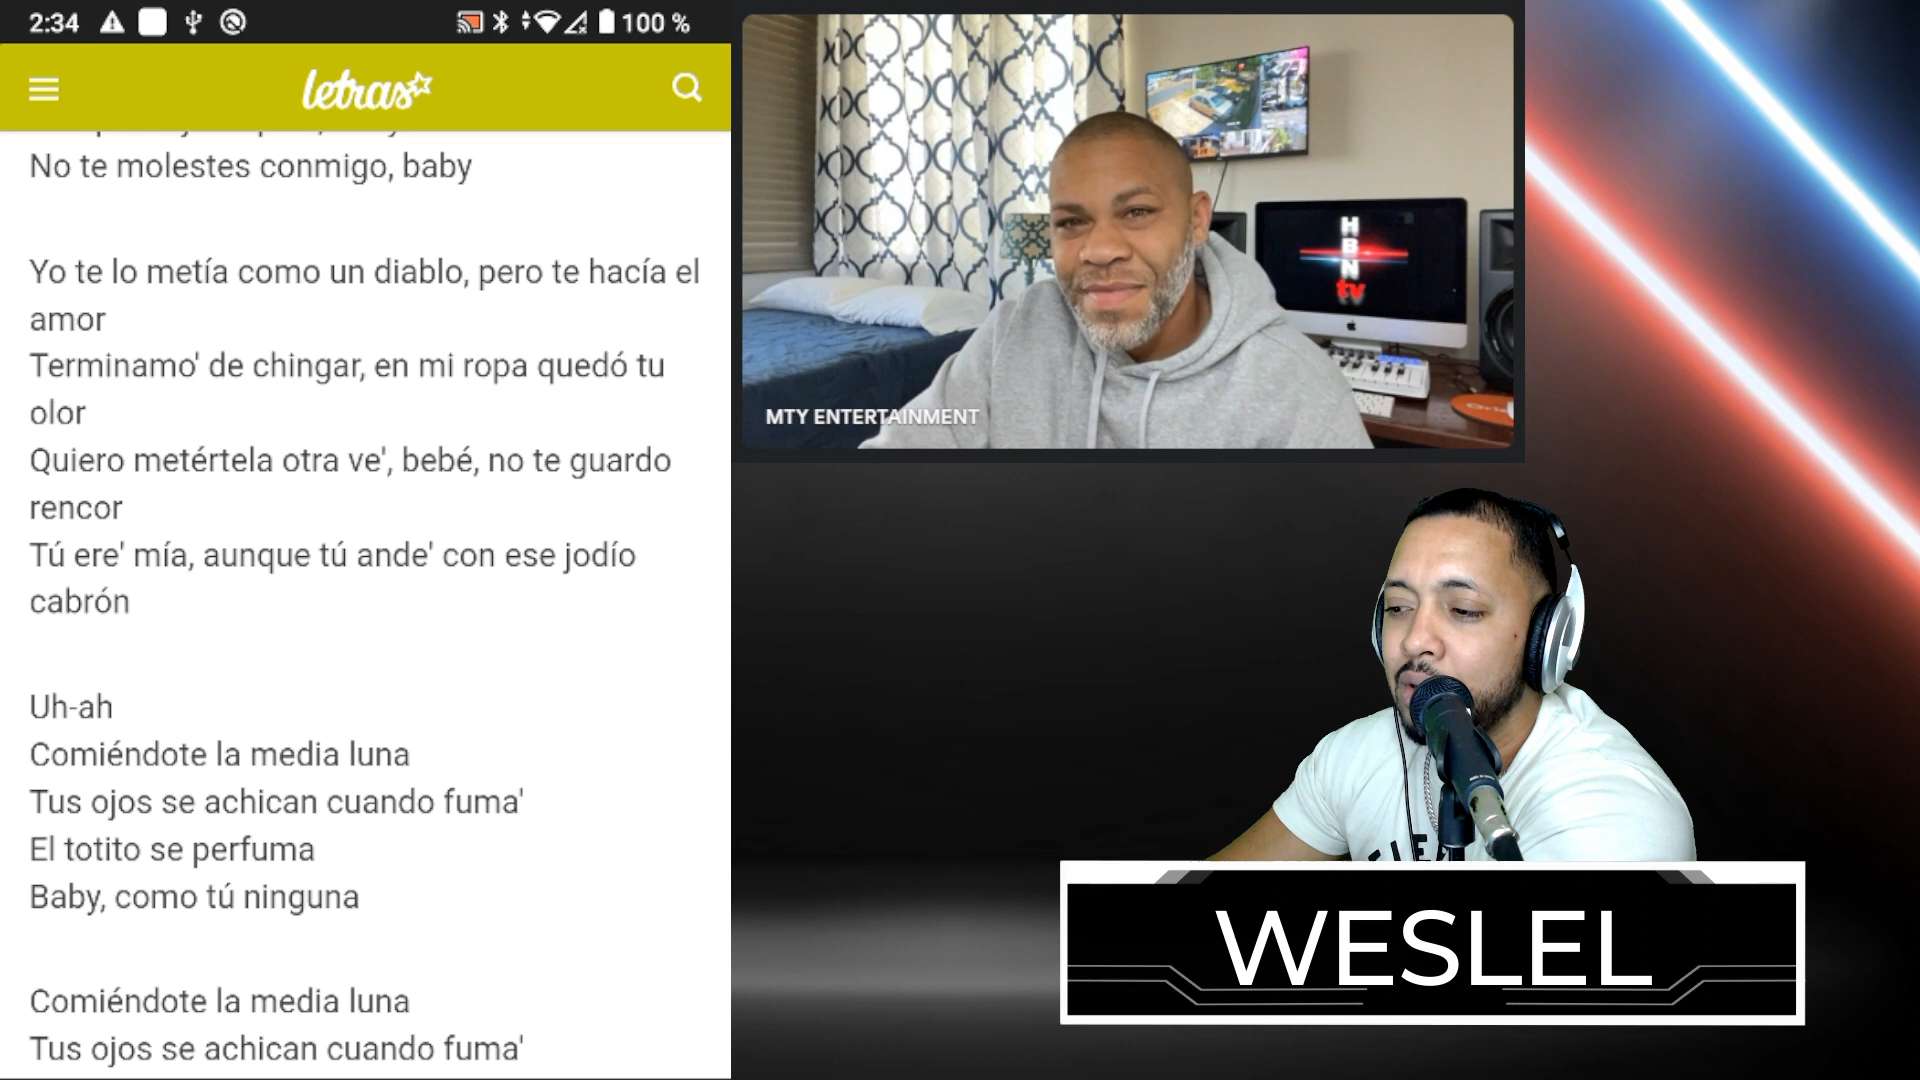 2:34
100 %
letras
No te molestes conmigo, baby
Yo te lo metía como un diablo, pero te hacía el
amor
Terminamo' de chingar, en mi ropa quedó tu
olor
Quiero metértela otra ve', bebé, no te guardo
rencor
Tú ere' mía, aunque tú ande' con ese jodío
cabrón
Uh-ah
Comiéndote la media luna
Tus ojos se achican cuando fuma'
El totito se perfuma
Baby, como tú ninguna
Comiéndote la media luna
Tus ojos se achican cuando fuma'
H
B
N
tv
MTY ENTERTAINMENT
WESLEL